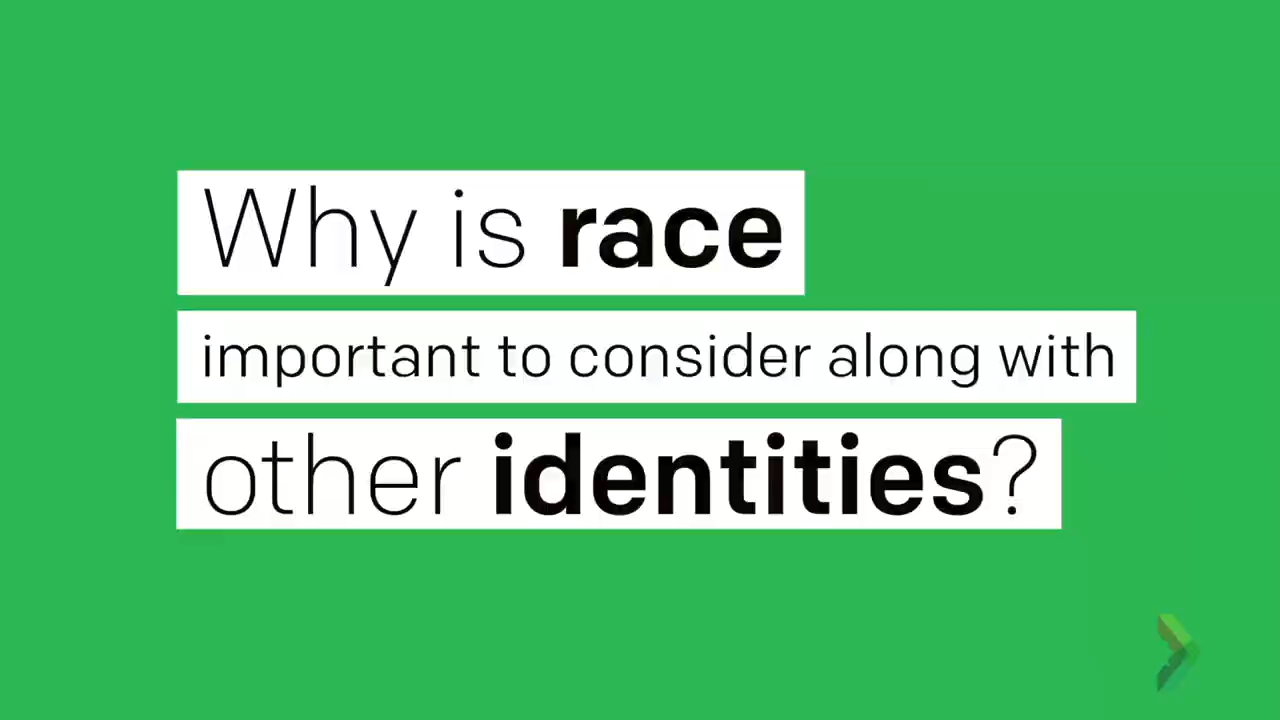 Why is race
important to consider along with
other identities?